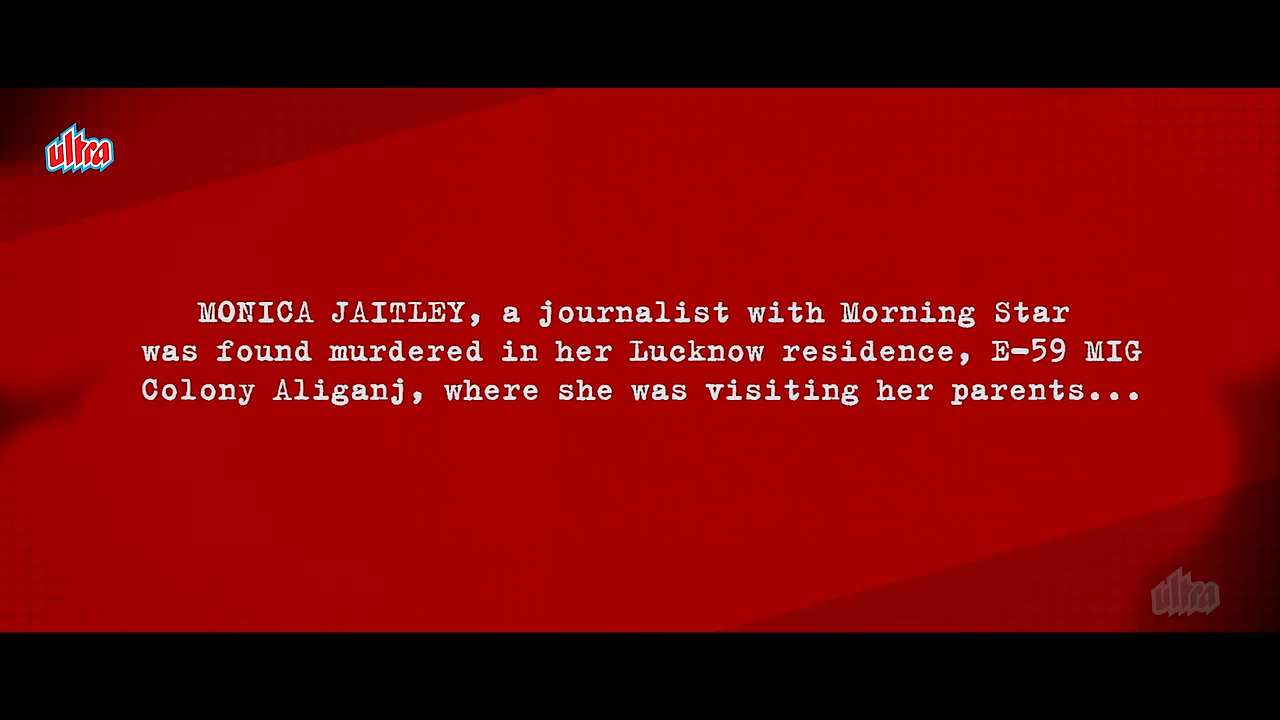 ultra
MONICA JAITLEY, a journalist with Morning Star
was found murdered in her Lucknow residence, E-59 MIG
Colony Aliganj, where she was visiting her parents...
ultra